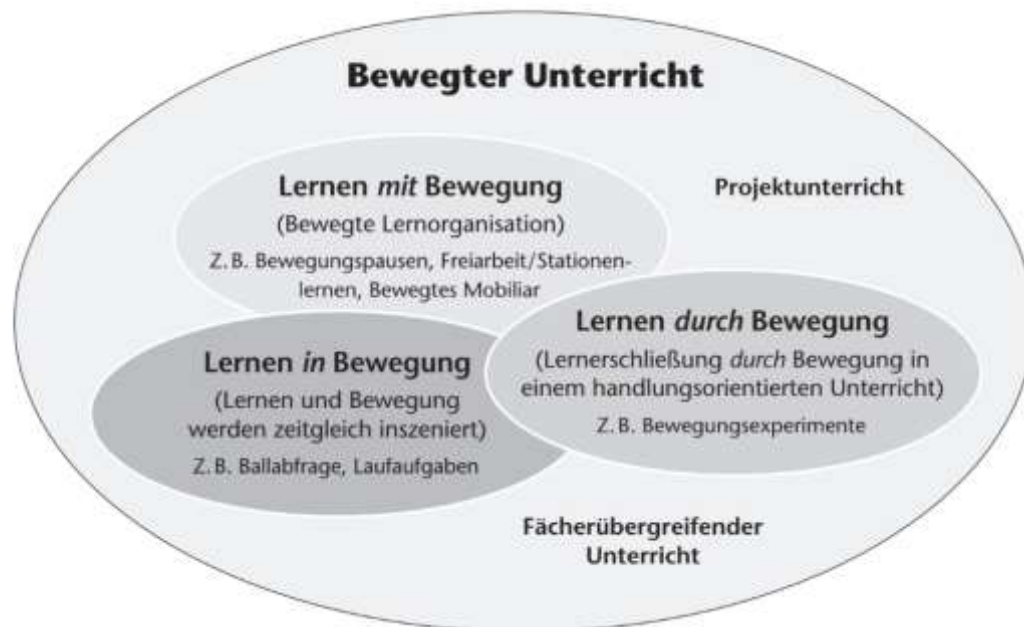 Bewegter Unterricht
Lernen mit Bewegung
(Bewegte Lernorganisation)
Z. B. Bewegungspausen, Freiarbeit/Stationen-
lernen, Bewegtes Mobiliar
Projektunterricht
Lernen durch Bewegung
(Lernerschließung durch Bewegung in
einem handlungsorientierten Unterricht)
Z. B. Bewegungsexperimente
Lernen in Bewegung
(Lernen und Bewegung
werden zeitgleich inszeniert)
Z. B. Ballabfrage, Laufaufgaben
Fächerübergreifender
Unterricht